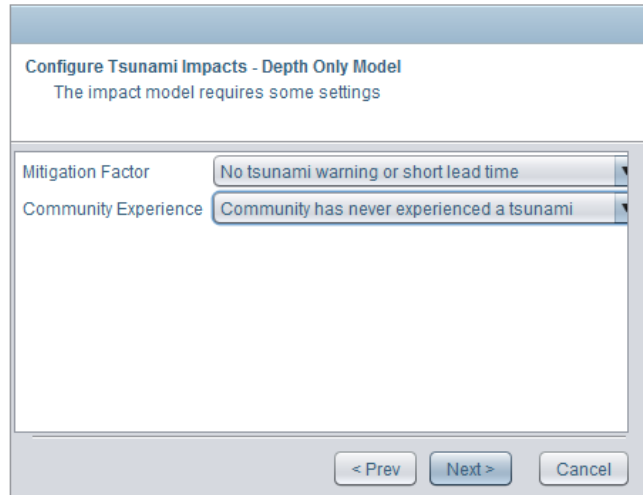 Configure Tsunami Impacts - Depth Only Model
The impact model requires some settings
Mitigation Factor No tsunami warning or short lead time
Community Experience Community has never experienced a tsunami
< Prev Next > Cancel